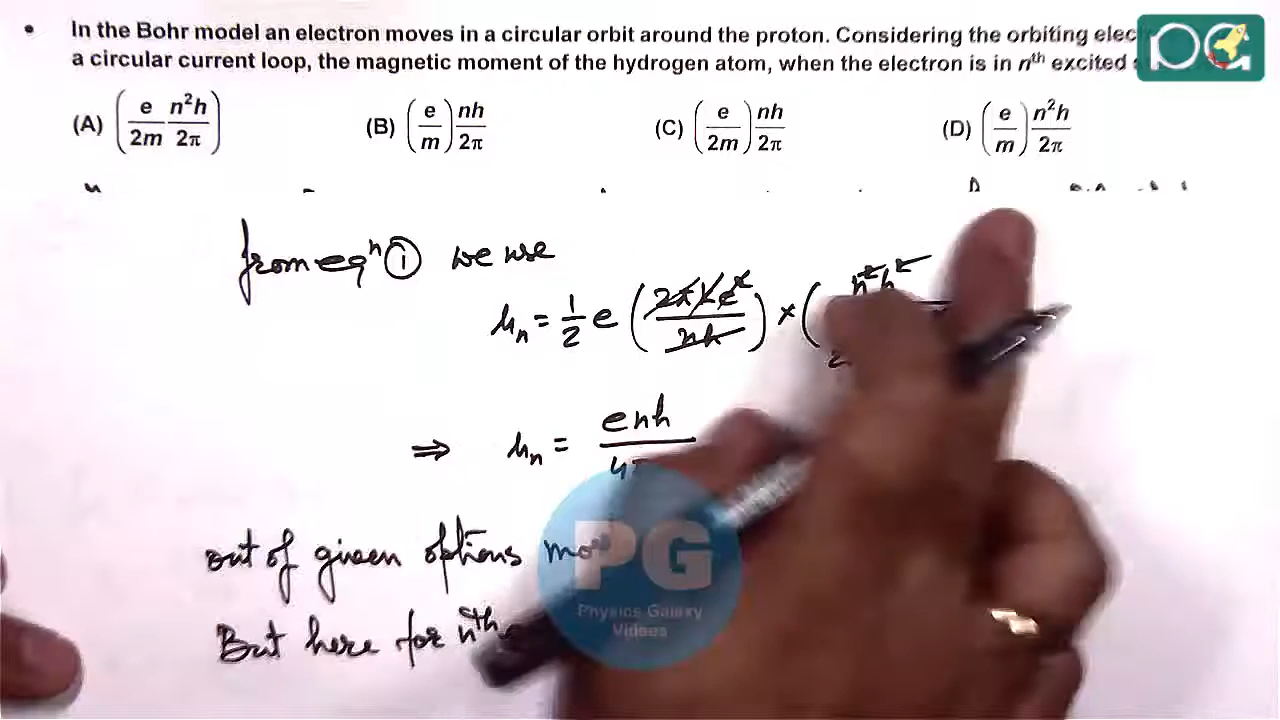 In the Bohr model an electron moves in a circular orbit around the proton. Considering the orbiting
a circular current loop, the magnetic moment of the hydrogen atom, when the electron is in nᵗʰ excited
(A) (e/2m n²h/2π) (B) (e/m) nh/2π (C) (e/2m) nh/2π (D) (e/m) n²h/2π
from eqⁿ ① we use
μₙ = 1/2 e (2πke²/nh) × (n²h²
⇒ μₙ = enh
out of given options
But here for nᵗʰ
PG
Physics Galaxy
Videos